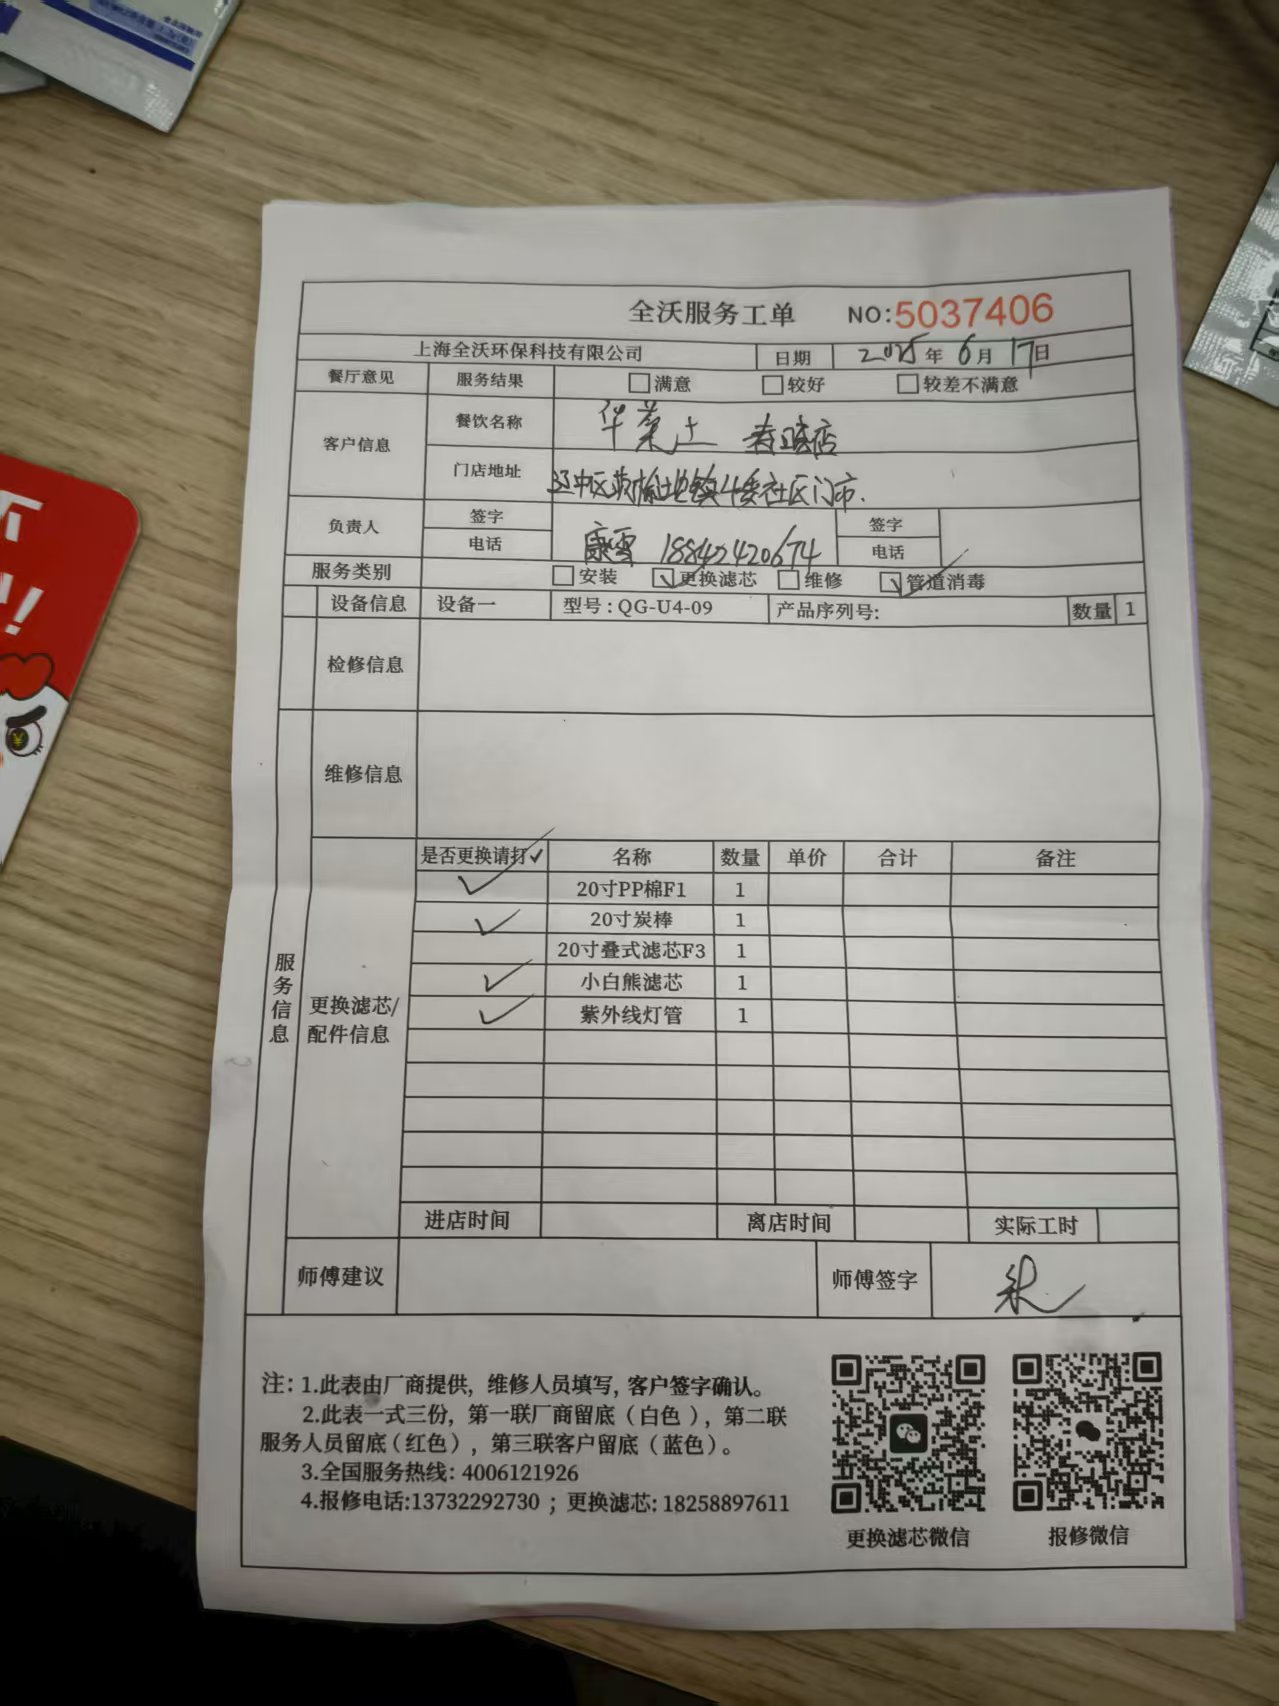 全沃服务工单 NO:5037406
上海全沃环保科技有限公司 日期 2025年6月17日
餐厅意见 服务结果 □满意 □较好 □较差不满意
客户信息 餐饮名称 华莱士 店
门店地址 辽中区 社区门市.
负责人 签字 签字
电话 康雪 18842420674 电话
服务类别 □安装 ☑更换滤芯 □维修 ☑管道消毒
设备信息 设备一 型号:QG-U4-09 产品序列号: 数量 1
检修信息
维修信息
服务信息
更换滤芯/
配件信息
是否更换请打✓ 名称 数量 单价 合计 备注
✓ 20寸PP棉F1 1
✓ 20寸炭棒 1
20寸叠式滤芯F3 1
✓ 小白熊滤芯 1
✓ 紫外线灯管 1
进店时间 离店时间 实际工时
师傅建议 师傅签字
注: 1.此表由厂商提供, 维修人员填写, 客户签字确认。
2.此表一式三份, 第一联厂商留底(白色), 第二联
服务人员留底(红色), 第三联客户留底(蓝色)。
3.全国服务热线: 4006121926
4.报修电话:13732292730 ; 更换滤芯: 18258897611
更换滤芯微信 报修微信